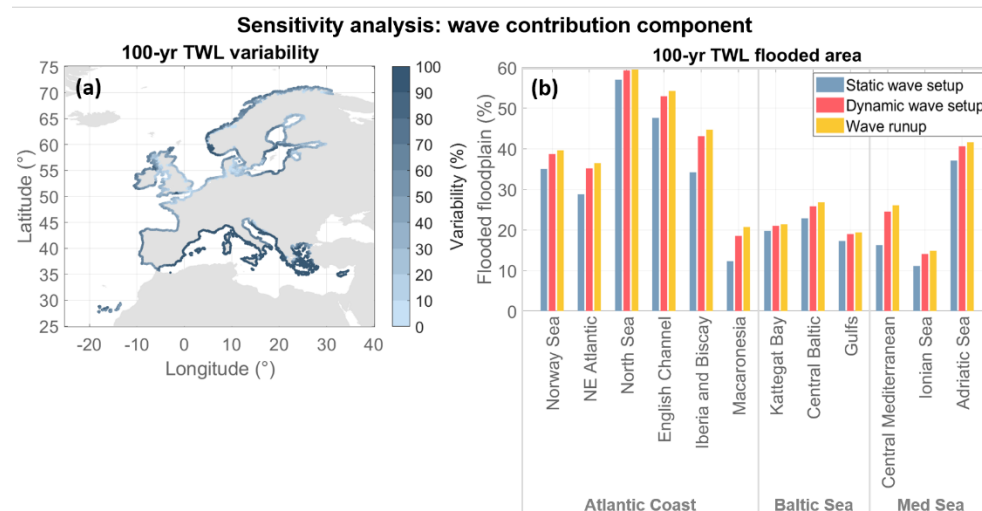 Sensitivity analysis: wave contribution component
100-yr TWL variability
(a)
75
70
65
60
55
50
45
40
35
30
25
Latitude (°)
-20
-10
0
10
20
30
40
Longitude (°)
100
90
80
70
60
50
40
30
20
10
0
Variability (%)
100-yr TWL flooded area
(b)
60
50
40
30
20
10
0
Flooded floodplain (%)
Static wave setup
Dynamic wave setup
Wave runup
Norway Sea
NE Atlantic
North Sea
English Channel
Iberia and Biscay
Macaronesia
Kattegat Bay
Central Baltic
Gulfs
Central Mediterranean
Ionian Sea
Adriatic Sea
Atlantic Coast
Baltic Sea
Med Sea